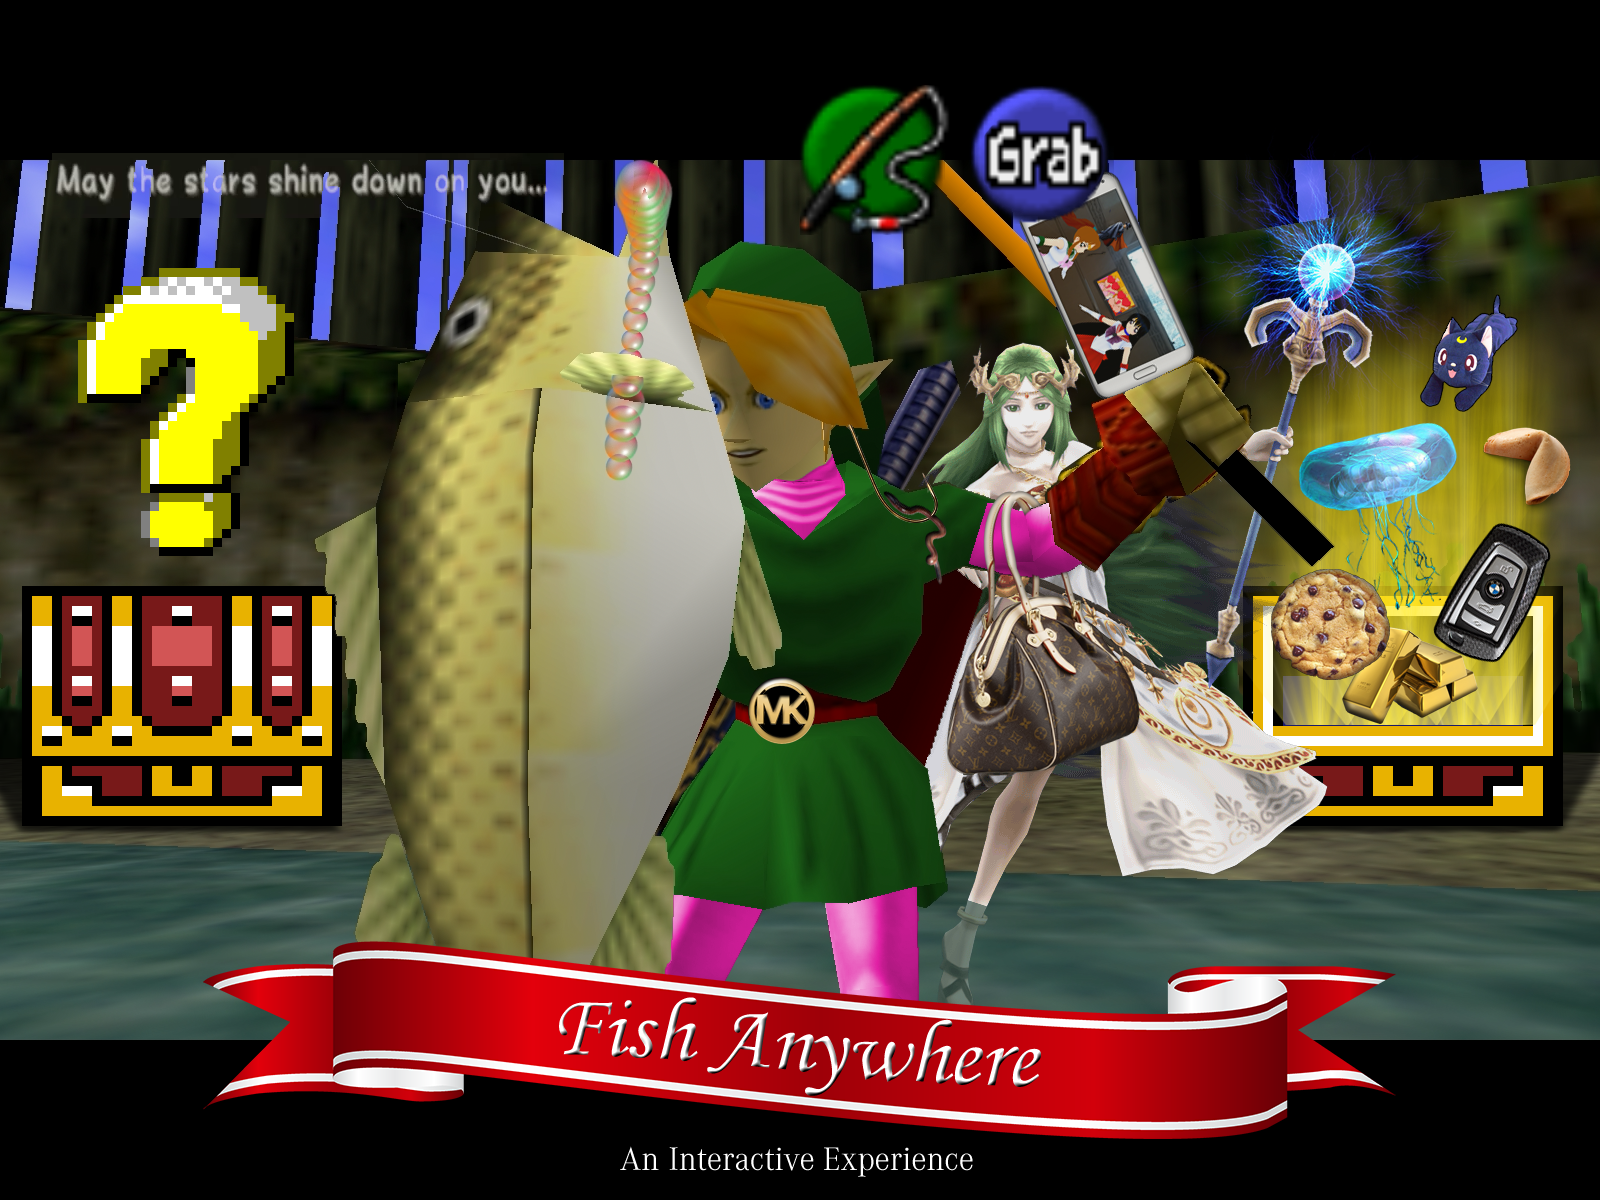 May the stars shine down on you...
Grab
MK
Fish Anywhere
An Interactive Experience